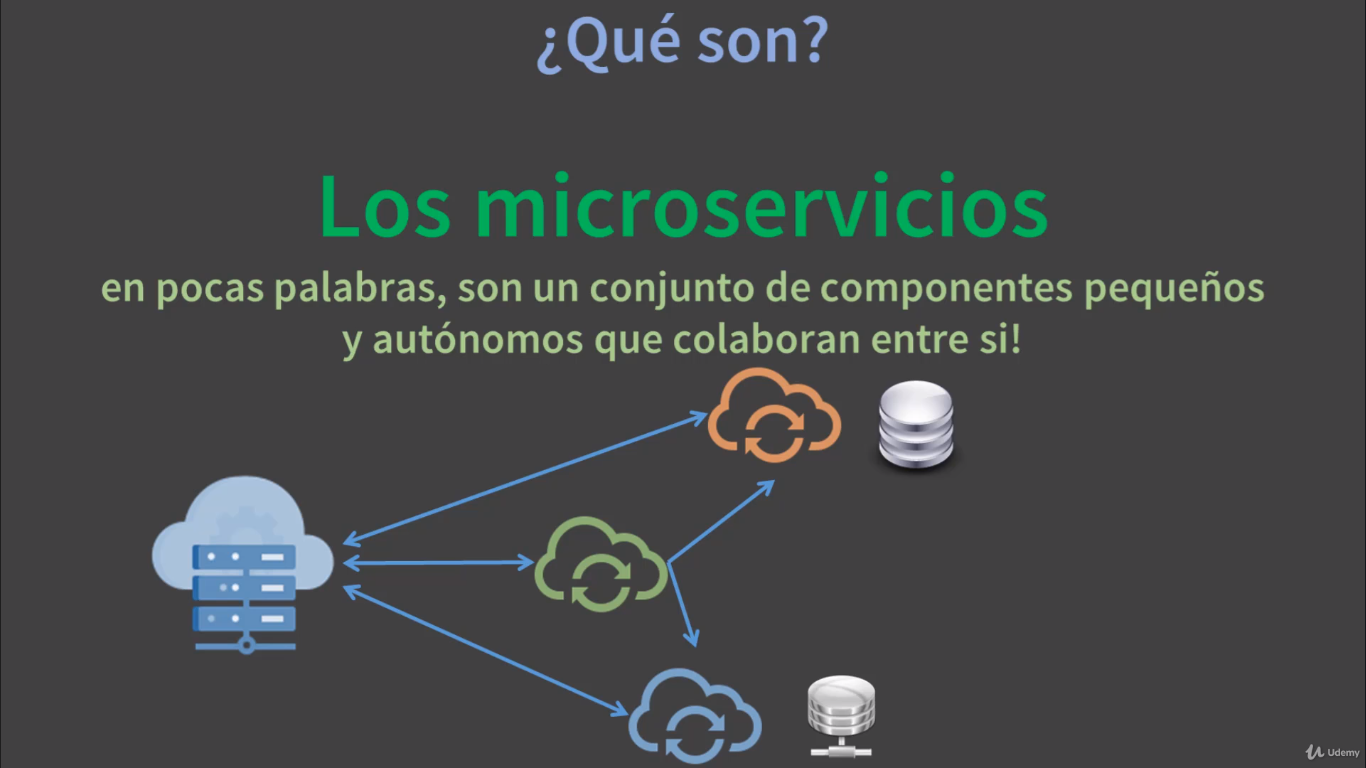 ¿Qué son?
Los microservicios
en pocas palabras, son un conjunto de componentes pequeños
y autónomos que colaboran entre si!
Udemy